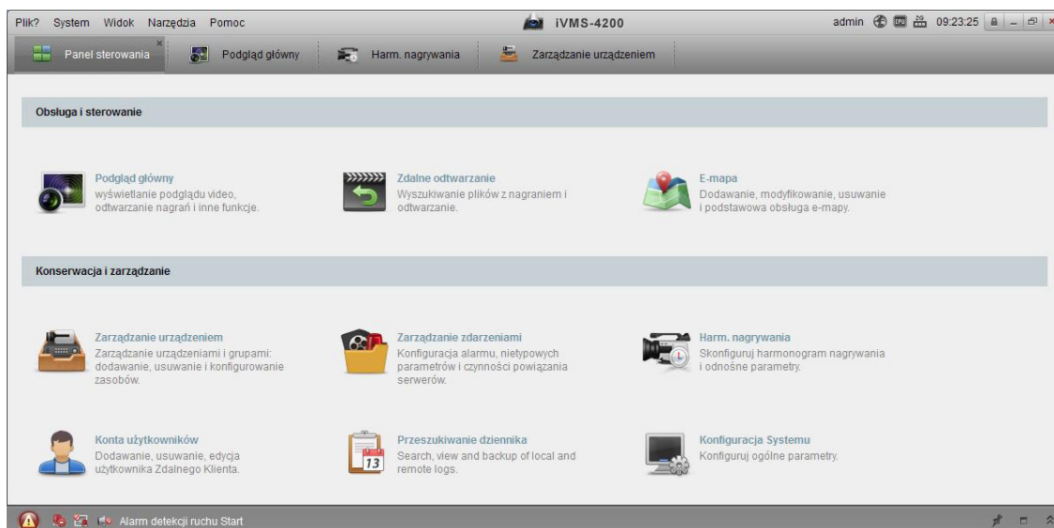 Plik? System Widok Narzędzia Pomoc iVMS-4200 admin 09:23:25
Panel sterowania Podgląd główny Harm. nagrywania Zarządzanie urządzeniem
Obsługa i sterowanie
Podgląd główny
wyświetlanie podglądu video,
odtwarzanie nagrań i inne funkcje.
Zdalne odtwarzanie
Wyszukiwanie plików z nagraniem i
odtwarzanie.
E-mapa
Dodawanie, modyfikowanie, usuwanie
i podstawowa obsługa e-mapy.
Konserwacja i zarządzanie
Zarządzanie urządzeniem
Zarządzanie urządzeniami i grupami:
dodawanie, usuwanie i konfigurowanie
zasobów.
Zarządzanie zdarzeniami
Konfiguracja alarmu, nietypowych
parametrów i czynności powiązania
serwerów.
Harm. nagrywania
Skonfiguruj harmonogram nagrywania
i odnośne parametry.
Konta użytkowników
Dodawanie, usuwanie, edycja
użytkownika Zdalnego Klienta.
13
Przeszukiwanie dziennika
Search, view and backup of local and
remote logs.
Konfiguracja Systemu
Konfiguruj ogólne parametry.
Alarm detekcji ruchu Start